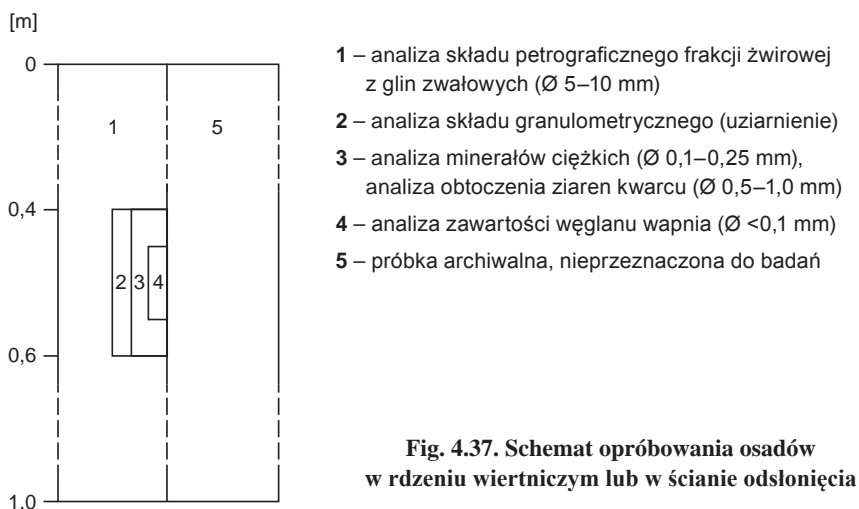 [m]
0
0,4
0,6
1,0
1
5
2 3 4
1 – analiza składu petrograficznego frakcji żwirowej
z glin zwałowych (Ø 5–10 mm)
2 – analiza składu granulometrycznego (uziarnienie)
3 – analiza minerałów ciężkich (Ø 0,1–0,25 mm),
analiza obtoczenia ziaren kwarcu (Ø 0,5–1,0 mm)
4 – analiza zawartości węglanu wapnia (Ø <0,1 mm)
5 – próbka archiwalna, nieprzeznaczona do badań
Fig. 4.37. Schemat opróbowania osadów
w rdzeniu wiertniczym lub w ścianie odsłonięcia